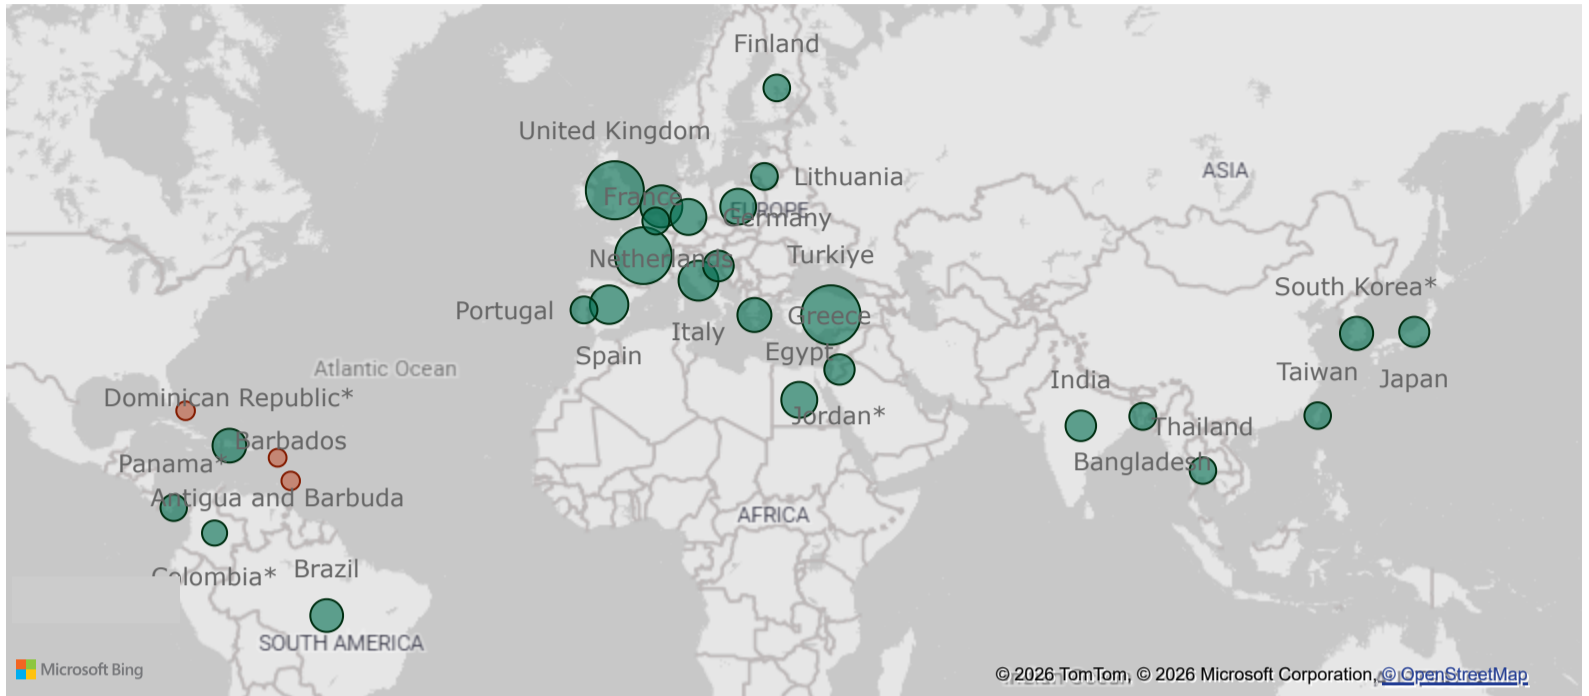 Finland
United Kingdom
ASIA
Lithuania
France
EUROPE
Germany
Netherlands
Turkiye
South Korea*
Portugal
Greece
Italy
Egypt
Spain
Atlantic Ocean
India
Taiwan
Japan
Dominican Republic*
Jordan*
Thailand
Barbados
Panama*
Bangladesh
Antigua and Barbuda
AFRICA
Colombia*
Brazil
SOUTH AMERICA
Microsoft Bing
© 2026 TomTom, © 2026 Microsoft Corporation, © OpenStreetMap